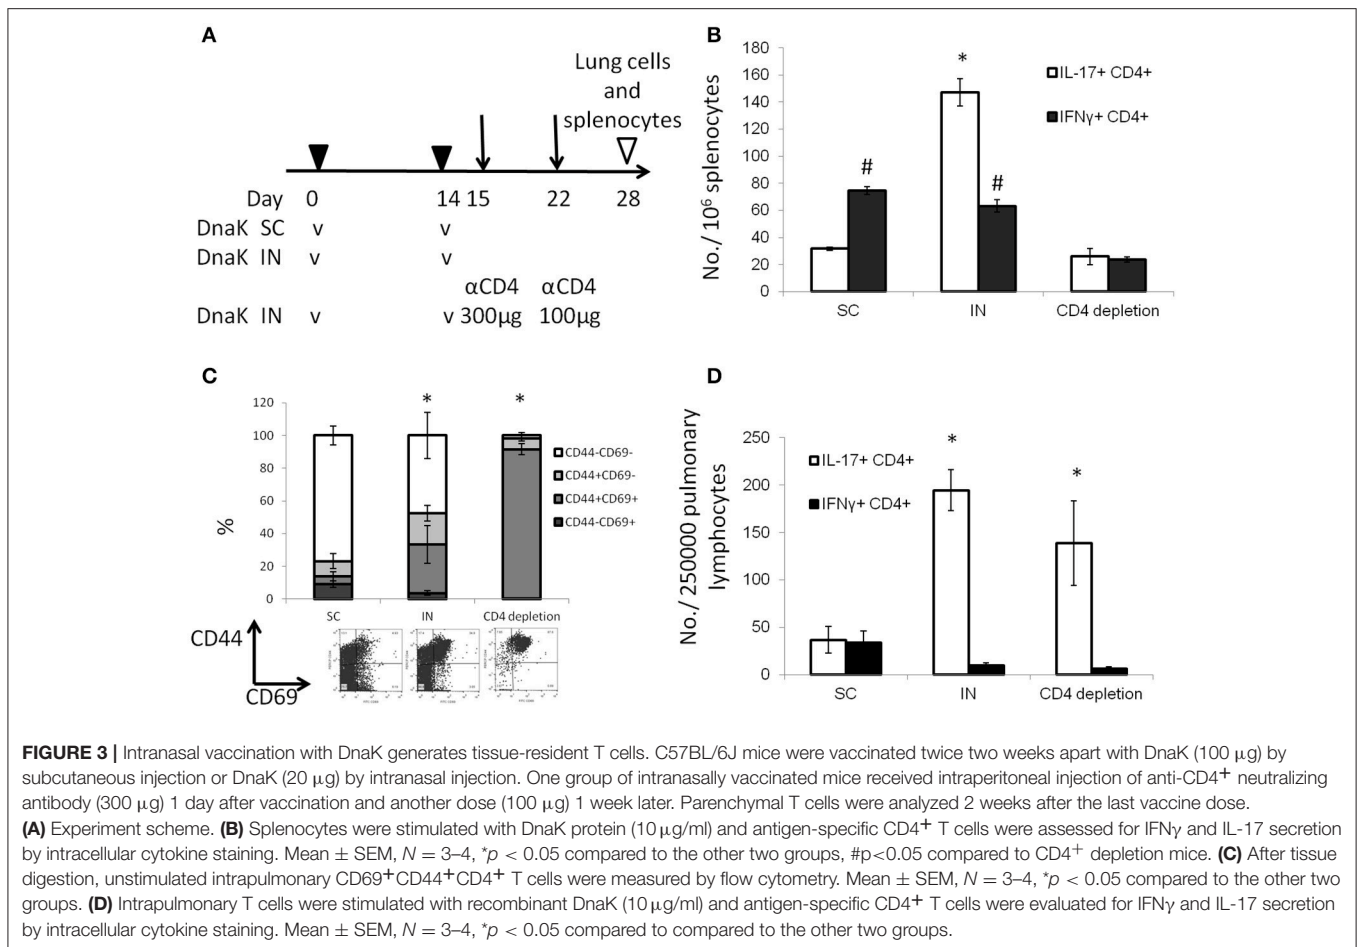 A
Lung cells
and
splenocytes
Day 0 14 15 22 28
DnaK SC v v
DnaK IN v v
αCD4 αCD4
DnaK IN v v 300µg 100µg
B
No./ 10⁶ splenocytes
180
160
140
120
100
80
60
40
20
0
*
#
#
IL-17+ CD4+
IFNγ+ CD4+
SC IN CD4 depletion
C
%
120
100
80
60
40
20
0
* *
CD44-CD69-
CD44+CD69-
CD44+CD69+
CD44-CD69+
SC IN CD4 depletion
CD44
CD69
D
No./ 250000 pulmonary
lymphocytes
250
200
150
100
50
0
* *
IL-17+ CD4+
IFNγ+ CD4+
SC IN CD4 depletion
FIGURE 3 | Intranasal vaccination with DnaK generates tissue-resident T cells. C57BL/6J mice were vaccinated twice two weeks apart with DnaK (100 µg) by
subcutaneous injection or DnaK (20 µg) by intranasal injection. One group of intranasally vaccinated mice received intraperitoneal injection of anti-CD4⁺ neutralizing
antibody (300 µg) 1 day after vaccination and another dose (100 µg) 1 week later. Parenchymal T cells were analyzed 2 weeks after the last vaccine dose.
(A) Experiment scheme. (B) Splenocytes were stimulated with DnaK protein (10 µg/ml) and antigen-specific CD4⁺ T cells were assessed for IFNγ and IL-17 secretion
by intracellular cytokine staining. Mean ± SEM, N = 3–4, *p < 0.05 compared to the other two groups, #p<0.05 compared to CD4⁺ depletion mice. (C) After tissue
digestion, unstimulated intrapulmonary CD69⁺CD44⁺CD4⁺ T cells were measured by flow cytometry. Mean ± SEM, N = 3–4, *p < 0.05 compared to the other two
groups. (D) Intrapulmonary T cells were stimulated with recombinant DnaK (10 µg/ml) and antigen-specific CD4⁺ T cells were evaluated for IFNγ and IL-17 secretion
by intracellular cytokine staining. Mean ± SEM, N = 3–4, *p < 0.05 compared to compared to the other two groups.